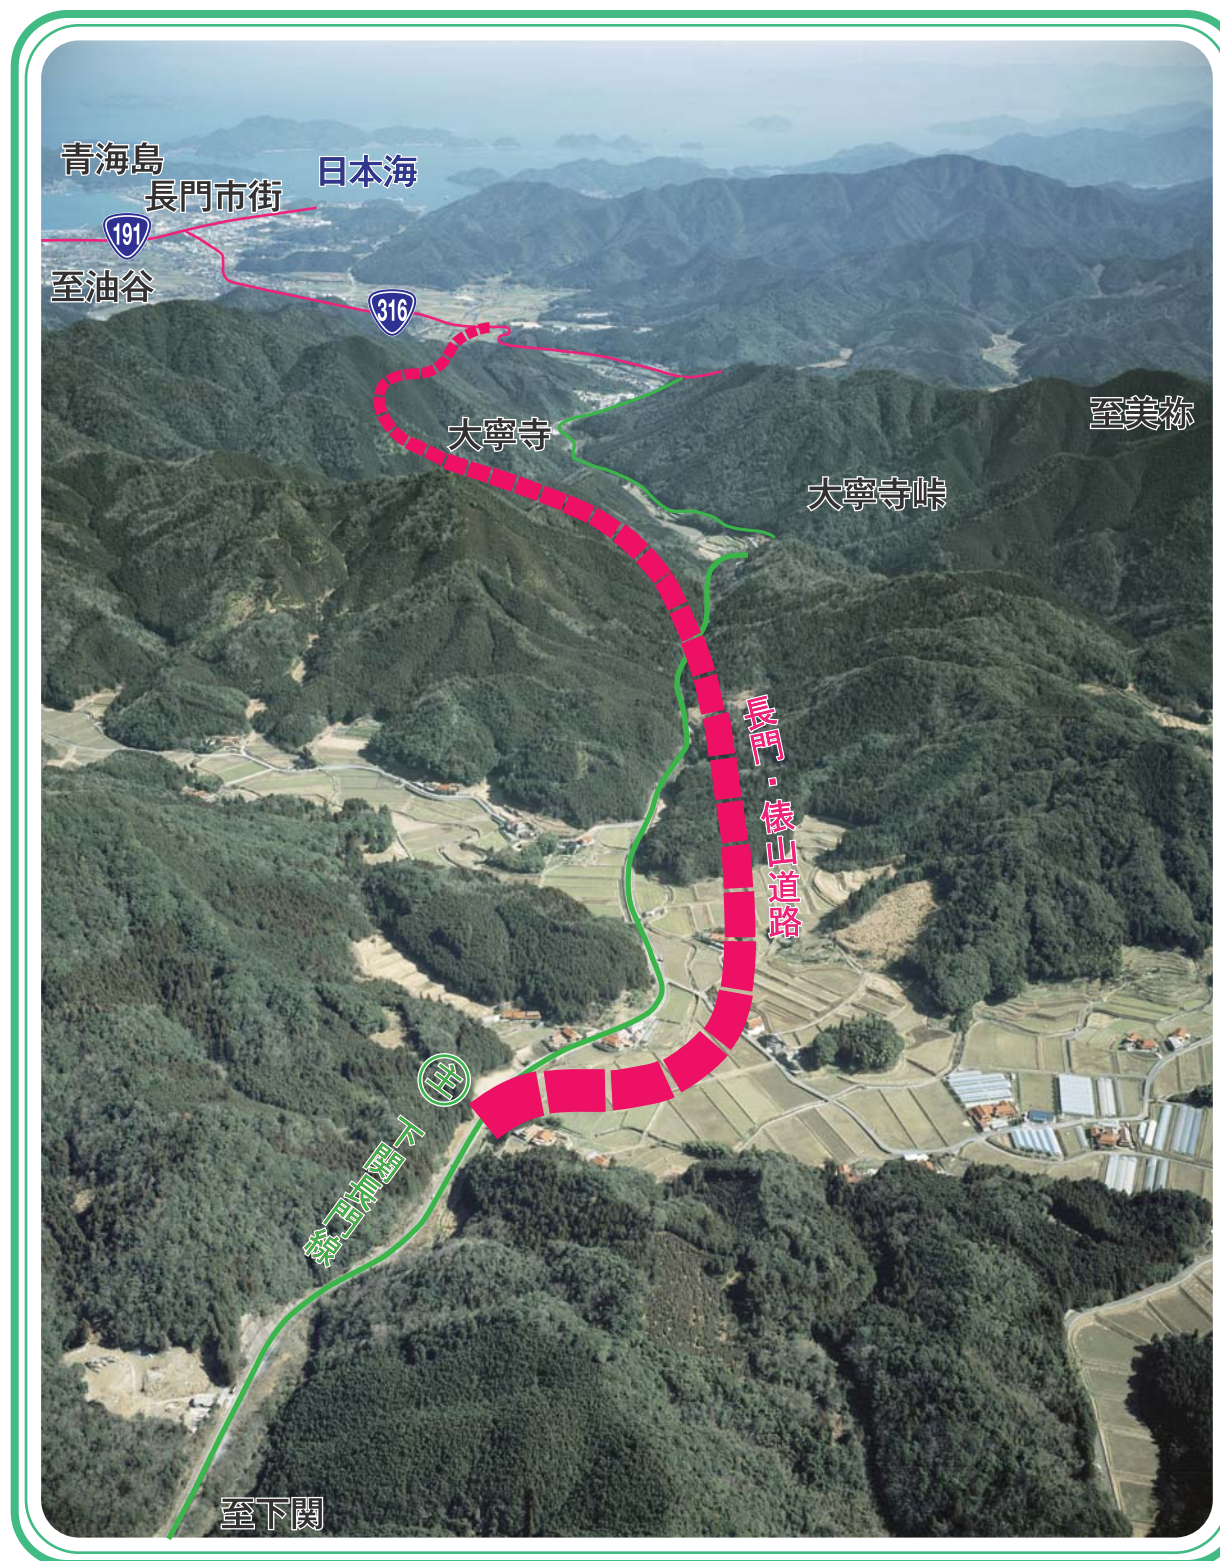 青海島
日本海
長門市街
191
至油谷
316
至美祢
大寧寺
大寧寺峠
長門・俵山道路
主
下関長門線
至下関